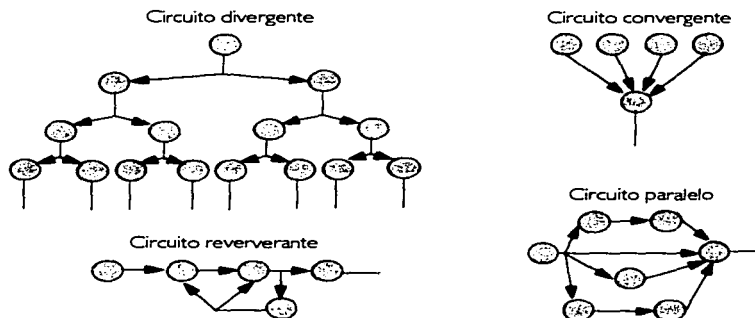 Circuito divergente
Circuito convergente
Circuito reververante
Circuito paralelo